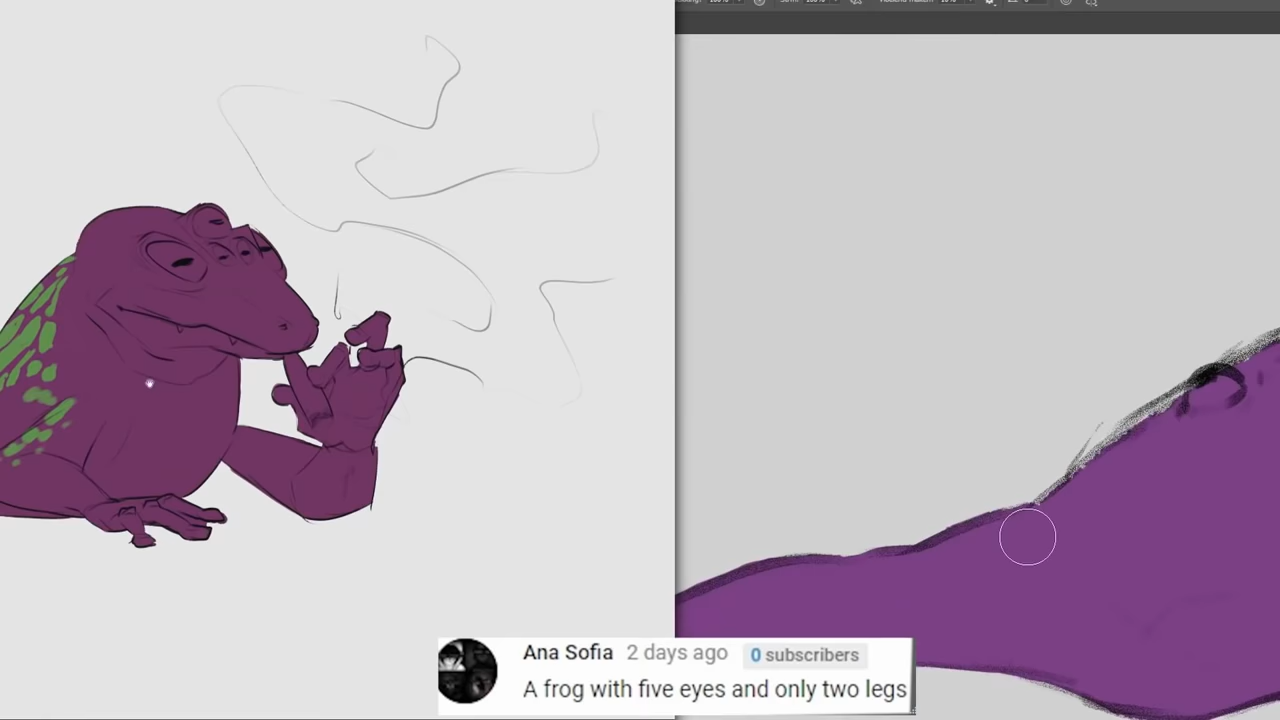 Ana Sofia 2 days ago 0 subscribers
A frog with five eyes and only two legs